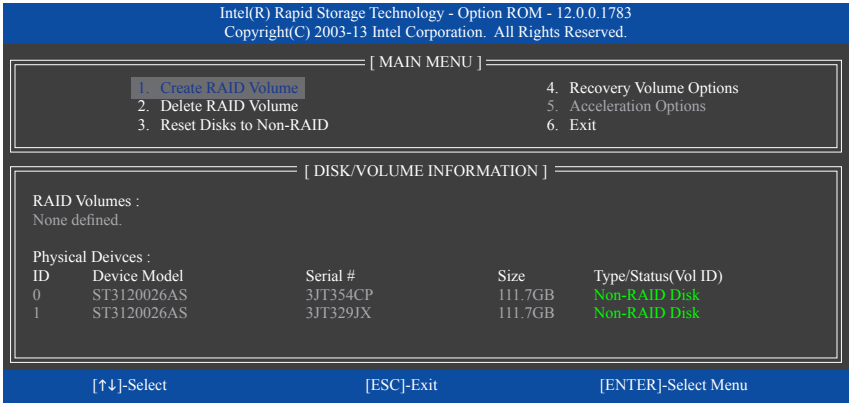 Intel(R) Rapid Storage Technology - Option ROM - 12.0.0.1783
Copyright(C) 2003-13 Intel Corporation. All Rights Reserved.
[ MAIN MENU ]
1. Create RAID Volume
2. Delete RAID Volume
3. Reset Disks to Non-RAID
4. Recovery Volume Options
5. Acceleration Options
6. Exit
[ DISK/VOLUME INFORMATION ]
RAID Volumes :
None defined.
Physical Deivces :
ID Device Model Serial # Size Type/Status(Vol ID)
0 ST3120026AS 3JT354CP 111.7GB Non-RAID Disk
1 ST3120026AS 3JT329JX 111.7GB Non-RAID Disk
[↑↓]-Select [ESC]-Exit [ENTER]-Select Menu